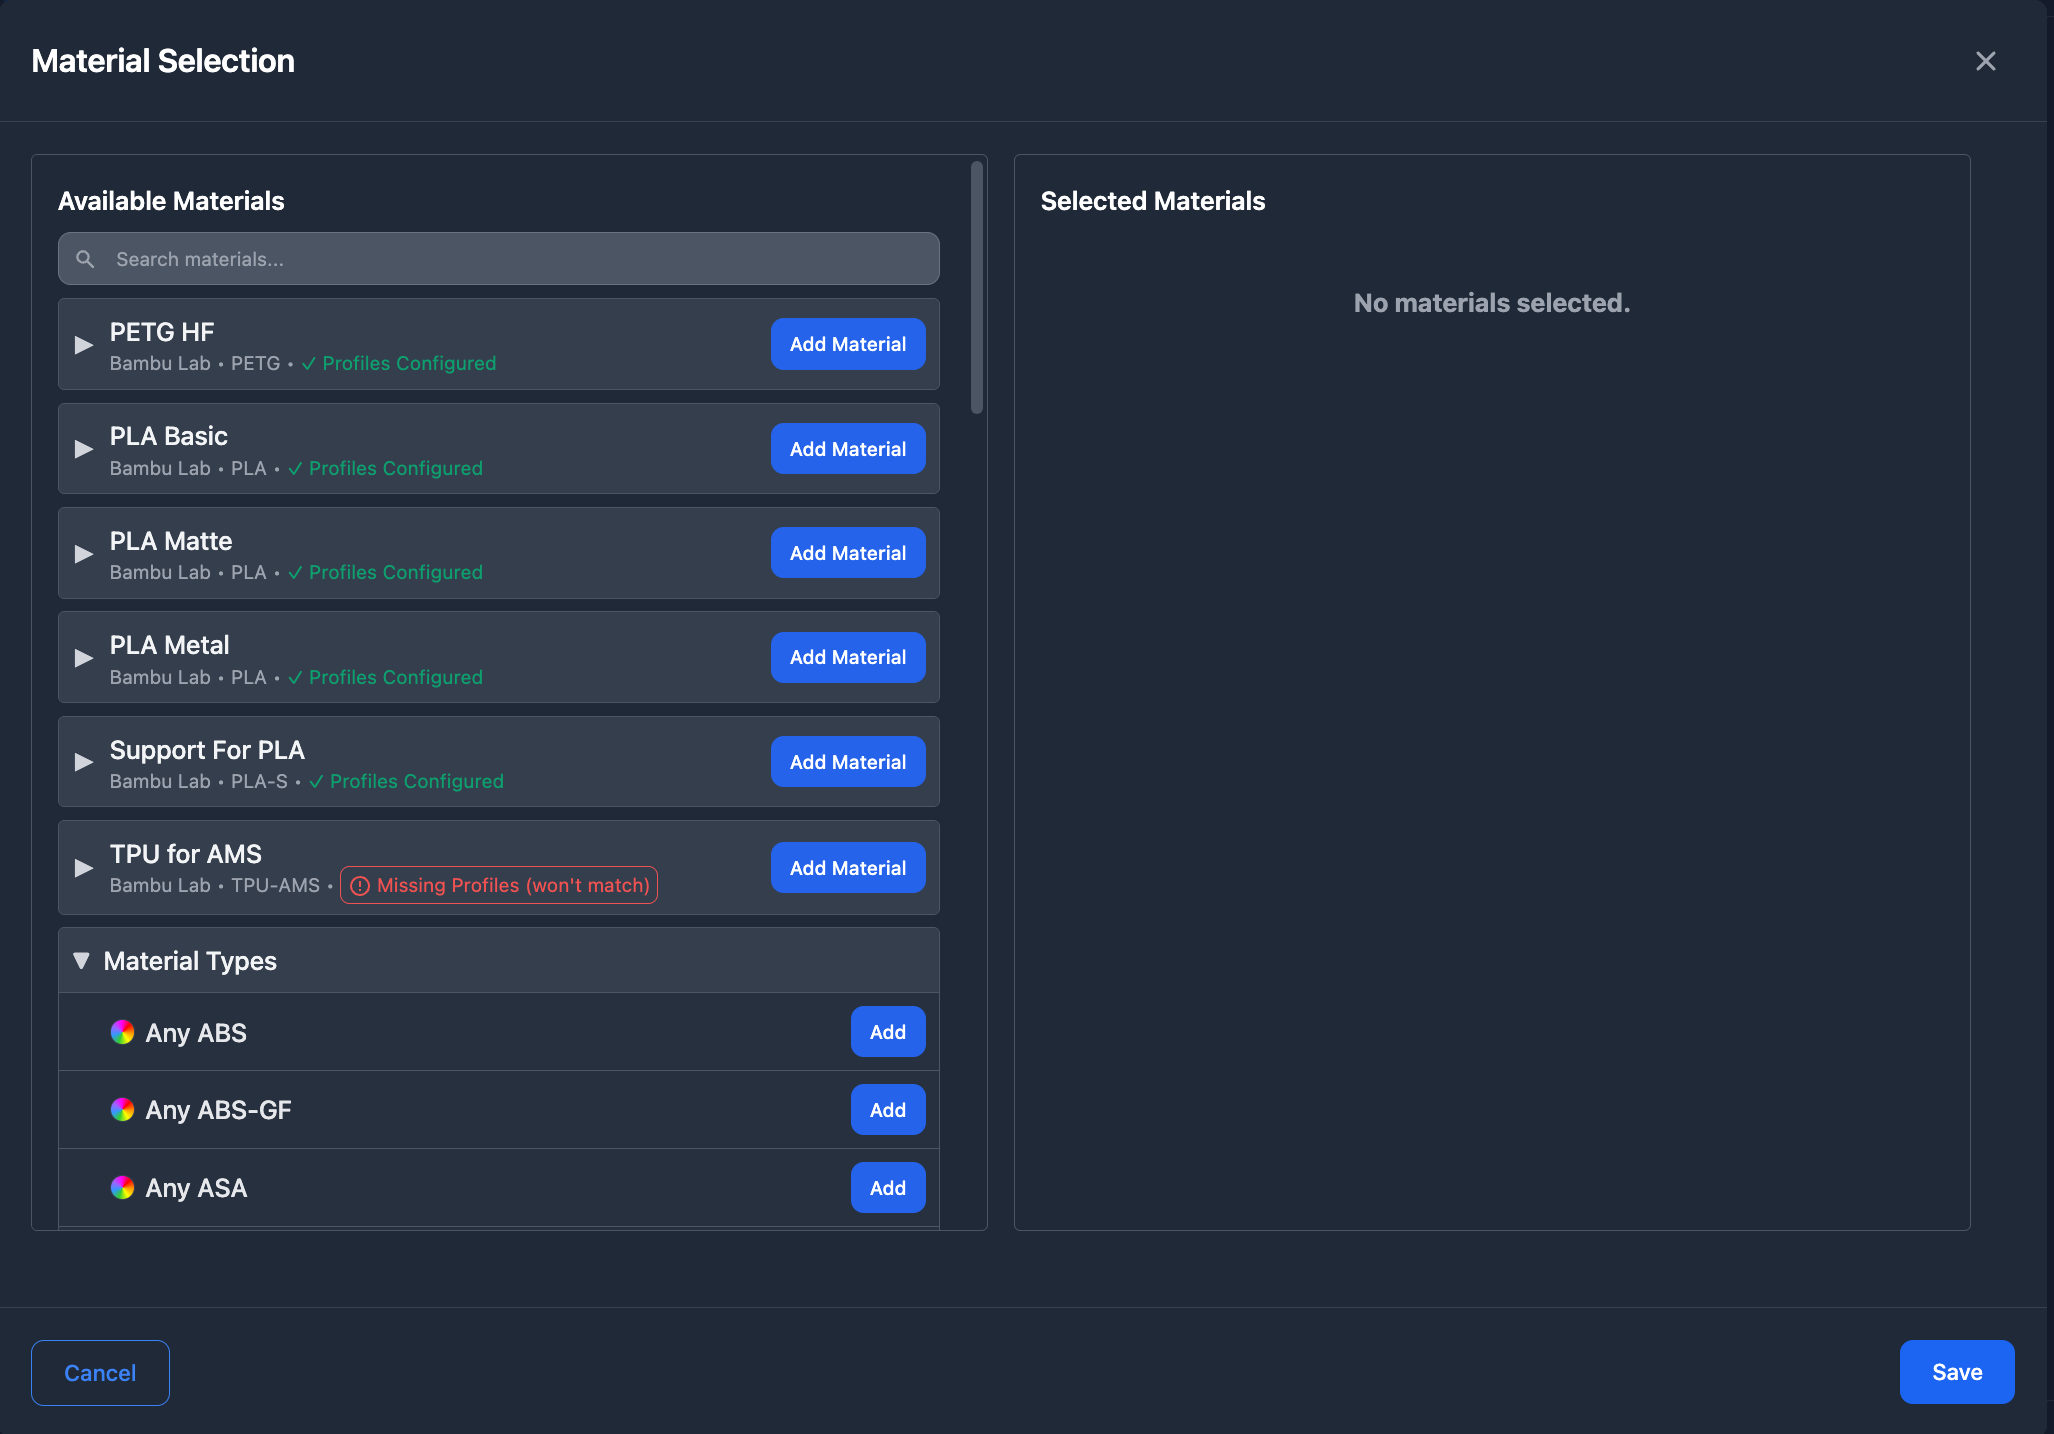 Material Selection
Available Materials
Search materials...
PETG HF
Bambu Lab • PETG • ✓ Profiles Configured
Add Material
PLA Basic
Bambu Lab • PLA • ✓ Profiles Configured
Add Material
PLA Matte
Bambu Lab • PLA • ✓ Profiles Configured
Add Material
PLA Metal
Bambu Lab • PLA • ✓ Profiles Configured
Add Material
Support For PLA
Bambu Lab • PLA-S • ✓ Profiles Configured
Add Material
TPU for AMS
Bambu Lab • TPU-AMS • Missing Profiles (won't match)
Add Material
Material Types
Any ABS
Add
Any ABS-GF
Add
Any ASA
Add
Selected Materials
No materials selected.
Cancel
Save